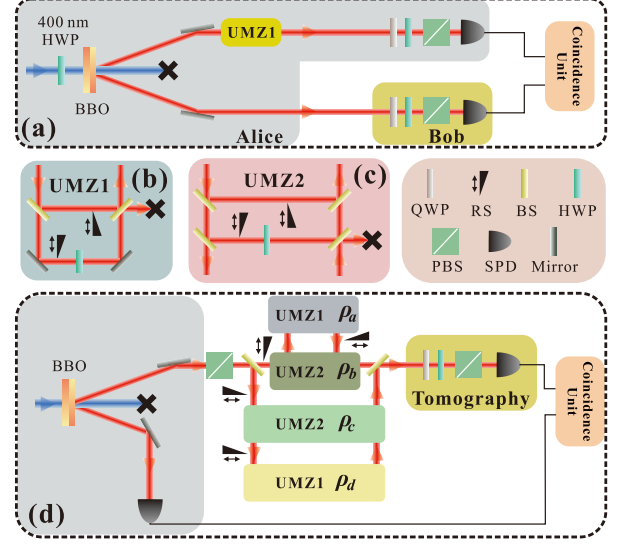 400 nm
HWP
BBO
UMZ1
Coincidence
Unit
(a)
Alice
Bob
UMZ1
(b)
UMZ2
(c)
QWP
RS
BS
HWP
PBS
SPD
Mirror
BBO
UMZ1 ρa
UMZ2 ρb
UMZ2 ρc
UMZ1 ρd
Tomography
Coincidence
Unit
(d)